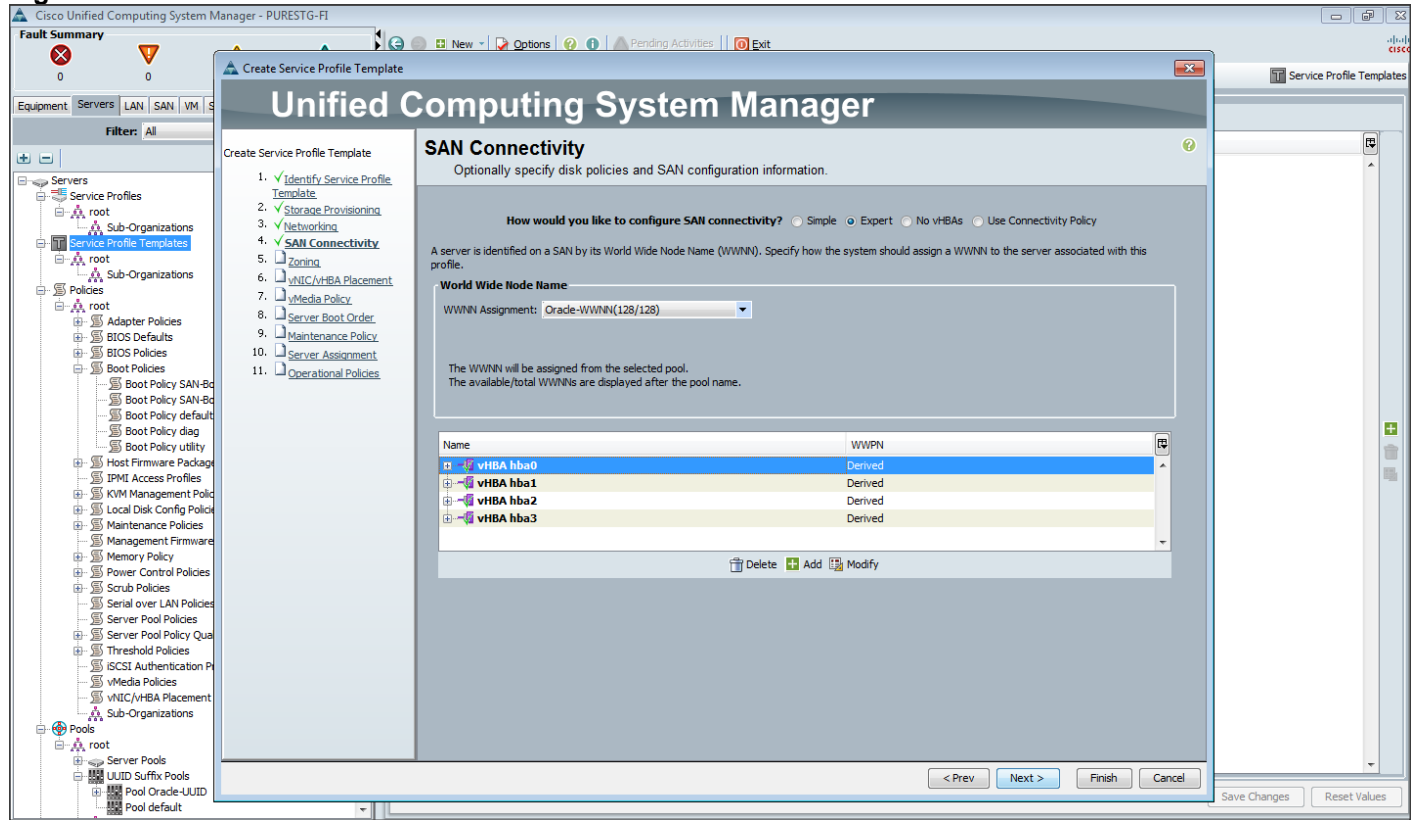 Cisco Unified Computing System Manager - PURESTG-FI
Fault Summary
0 0
New Options Pending Activities Exit
cisco
Service Profile Templates
Equipment Servers LAN SAN VM
Filter: All
Servers
Service Profiles
root
Sub-Organizations
Service Profile Templates
root
Sub-Organizations
Policies
root
Adapter Policies
BIOS Defaults
BIOS Policies
Boot Policies
Boot Policy SAN-Bo
Boot Policy SAN-Bo
Boot Policy default
Boot Policy diag
Boot Policy utility
Host Firmware Package
IPMI Access Profiles
KVM Management Polic
Local Disk Config Policie
Maintenance Policies
Management Firmware
Memory Policy
Power Control Policies
Scrub Policies
Serial over LAN Policies
Server Pool Policies
Server Pool Policy Qua
Threshold Policies
iSCSI Authentication P
vMedia Policies
vNIC/vHBA Placement
Sub-Organizations
Pools
root
Server Pools
UUID Suffix Pools
Pool Oracle-UUID
Pool default
Create Service Profile Template
Unified Computing System Manager
Create Service Profile Template
1. Identify Service Profile
Template
2. Storage Provisioning
3. Networking
4. SAN Connectivity
5. Zoning
6. vNIC/vHBA Placement
7. vMedia Policy
8. Server Boot Order
9. Maintenance Policy
10. Server Assignment
11. Operational Policies
SAN Connectivity
Optionally specify disk policies and SAN configuration information.
How would you like to configure SAN connectivity? Simple Expert No vHBAs Use Connectivity Policy
A server is identified on a SAN by its World Wide Node Name (WWNN). Specify how the system should assign a WWNN to the server associated with this
profile.
World Wide Node Name
WWNN Assignment: Oracle-WWNN(128/128)
The WWNN will be assigned from the selected pool.
The available/total WWNNs are displayed after the pool name.
Name WWPN
vHBA hba0 Derived
vHBA hba1 Derived
vHBA hba2 Derived
vHBA hba3 Derived
Delete Add Modify
< Prev Next > Finish Cancel
Save Changes Reset Values